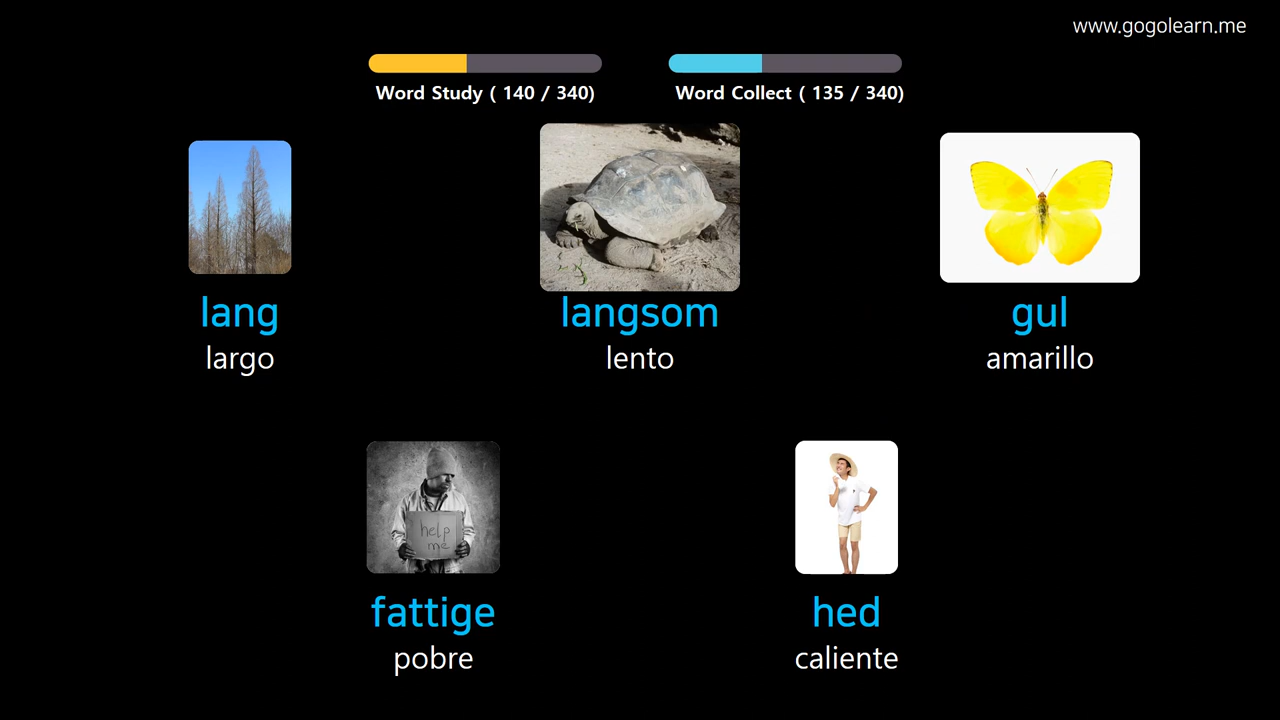 www.gogolearn.me
Word Study ( 140 / 340)
Word Collect ( 135 / 340)
lang
largo
langsom
lento
gul
amarillo
help
me
fattige
pobre
hed
caliente